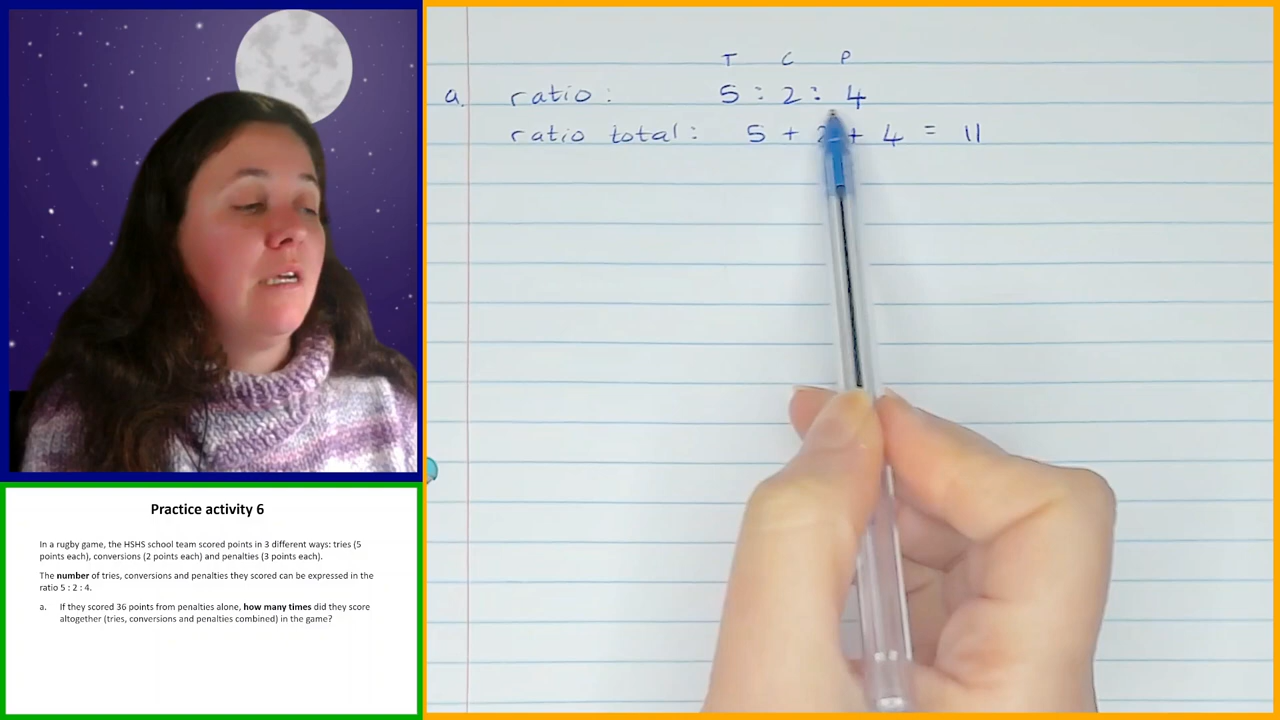 T C P
a. ratio: 5 : 2 : 4
ratio total: 5 + 2 + 4 = 11
Practice activity 6
In a rugby game, the HSHS school team scored points in 3 different ways: tries (5
points each), conversions (2 points each) and penalties (3 points each).
The number of tries, conversions and penalties they scored can be expressed in the
ratio 5 : 2 : 4.
a. If they scored 36 points from penalties alone, how many times did they score
altogether (tries, conversions and penalties combined) in the game?